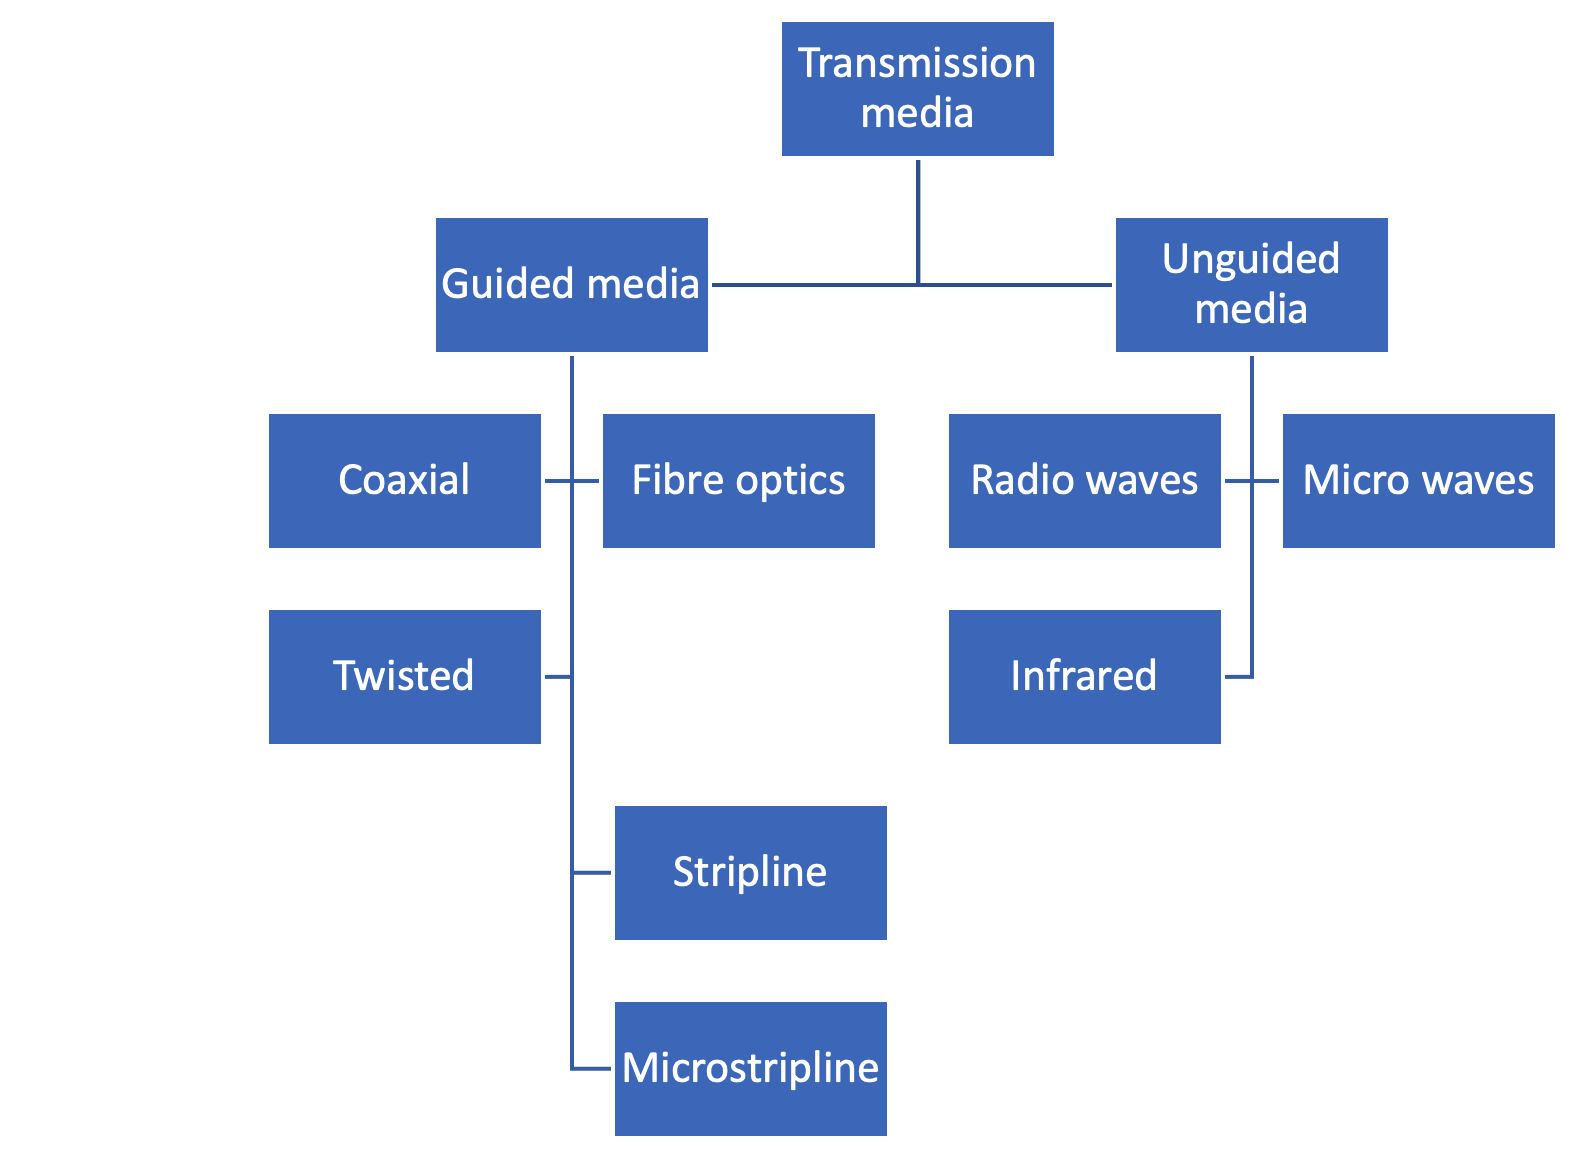 Transmission
media
Guided media
Unguided
media
Coaxial
Fibre optics
Radio waves
Micro waves
Twisted
Infrared
Stripline
Microstripline